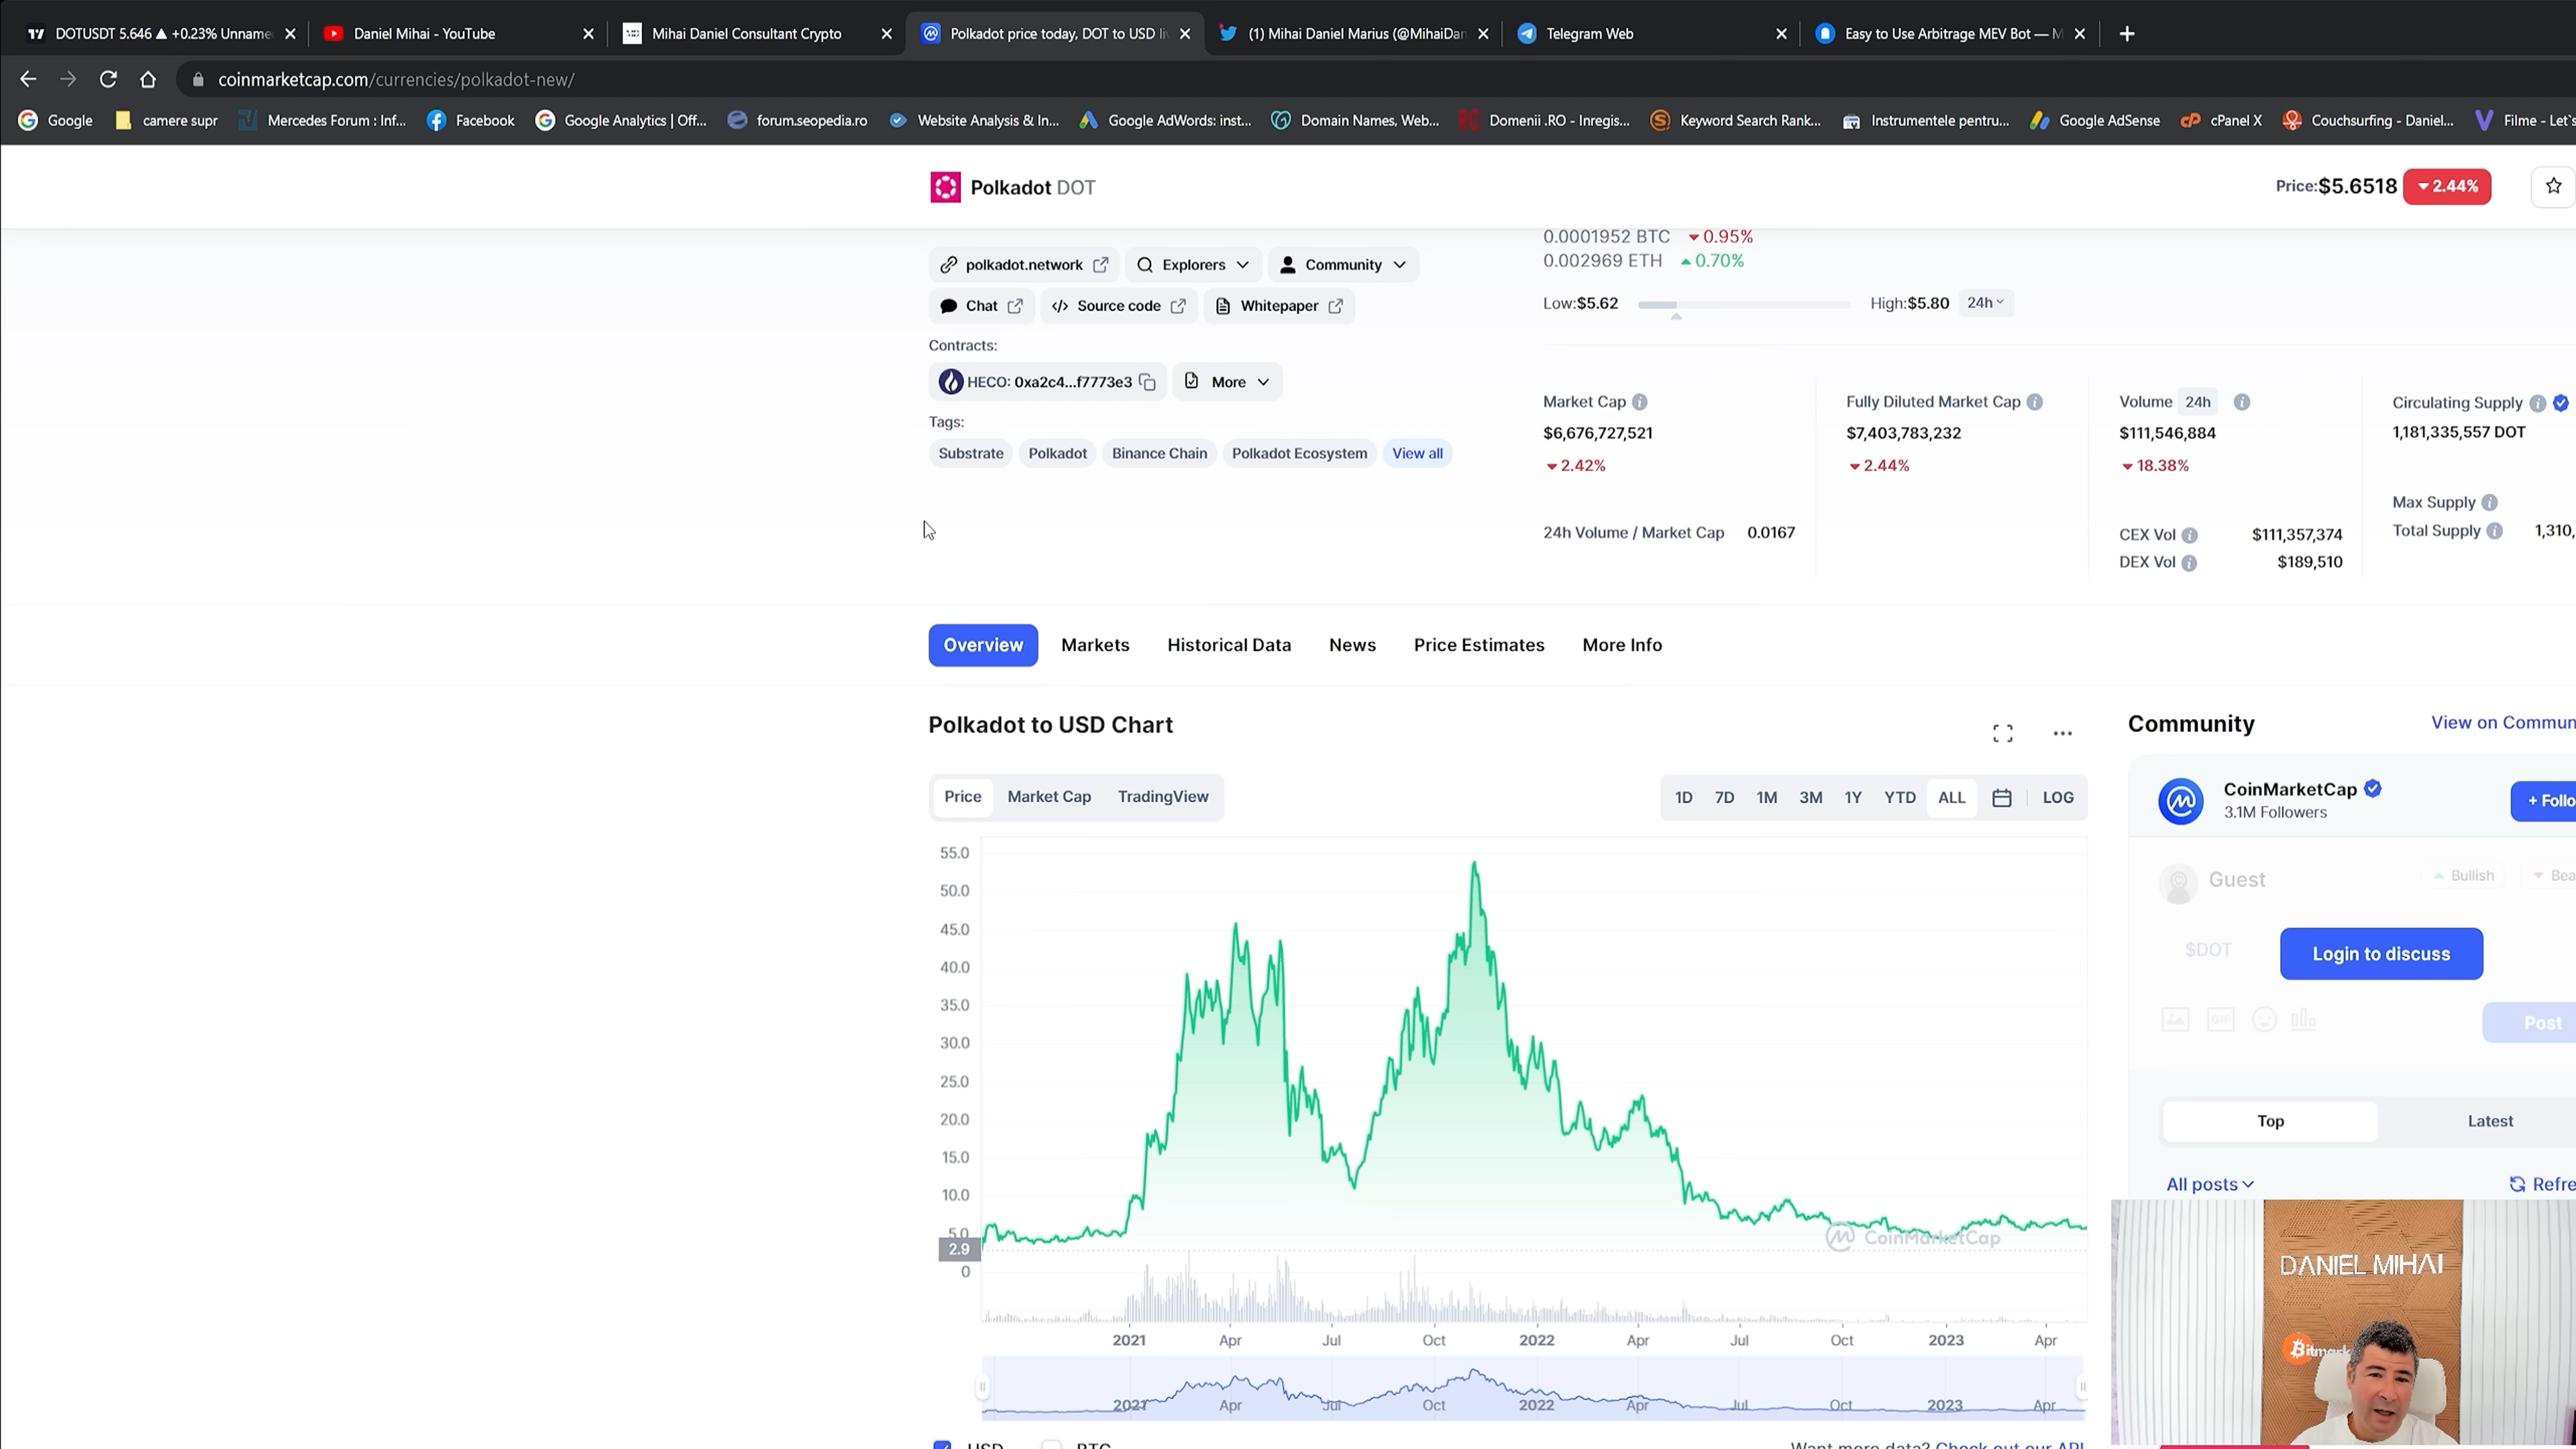 DOTUSDT 5.646 ▲ +0.23% Unname
Daniel Mihai - YouTube
Mihai Daniel Consultant Crypto
Polkadot price today, DOT to USD li
(1) Mihai Daniel Marius (@MihaiDan
Telegram Web
Easy to Use Arbitrage MEV Bot — M
coinmarketcap.com/currencies/polkadot-new/
Google
camere supr
Mercedes Forum : Inf...
Facebook
Google Analytics | Off...
forum.seopedia.ro
Website Analysis & In...
Google AdWords: inst...
Domain Names, Web...
Domenii .RO - Inregis...
Keyword Search Rank...
Instrumentele pentru...
Google AdSense
cPanel X
Couchsurfing - Daniel...
Filme - Let's
Polkadot DOT
Price:$5.6518
2.44%
0.0001952 BTC 0.95%
0.002969 ETH 0.70%
polkadot.network
Explorers
Community
Low:$5.62
High:$5.80
24h
Chat
Source code
Whitepaper
Contracts:
HECO: 0xa2c4...f7773e3
More
Tags:
Substrate
Polkadot
Binance Chain
Polkadot Ecosystem
View all
Market Cap
$6,676,727,521
2.42%
24h Volume / Market Cap 0.0167
Fully Diluted Market Cap
$7,403,783,232
2.44%
Volume 24h
$111,546,884
18.38%
CEX Vol $111,357,374
DEX Vol $189,510
Circulating Supply
1,181,335,557 DOT
Max Supply
Total Supply 1,310,
Overview
Markets
Historical Data
News
Price Estimates
More Info
Polkadot to USD Chart
Price
Market Cap
TradingView
1D
7D
1M
3M
1Y
YTD
ALL
LOG
55.0
50.0
45.0
40.0
35.0
30.0
25.0
20.0
15.0
10.0
5.0
2.9
0
CoinMarketCap
2021 Apr Jul Oct 2022 Apr Jul Oct 2023 Apr
2021 Apr Jul Oct 2022 Apr Jul Oct 2023 Apr
USD
BTC
Want more data? Check out our API
Community
View on Commun
CoinMarketCap
3.1M Followers
+ Follo
Guest
Bullish
Bea
$DOT
Login to discuss
GIF
Post
Top
Latest
All posts
Refre
DANIEL MIHAI